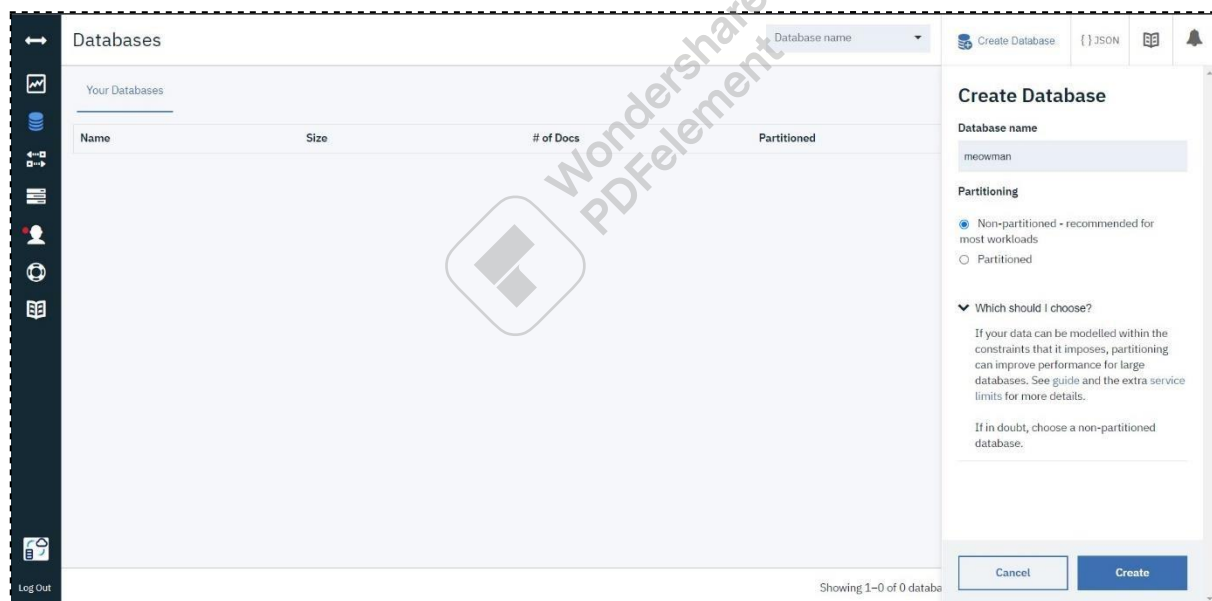 Databases
Database name
Create Database
{ } JSON
Your Databases
Name Size # of Docs Partitioned
Create Database
Database name
meowman
Partitioning
Non-partitioned - recommended for
most workloads
Partitioned
Which should I choose?
If your data can be modelled within the
constraints that it imposes, partitioning
can improve performance for large
databases. See guide and the extra service
limits for more details.
If in doubt, choose a non-partitioned
database.
Cancel
Create
Log Out
Showing 1–0 of 0 databa
Wondershare
PDFelement